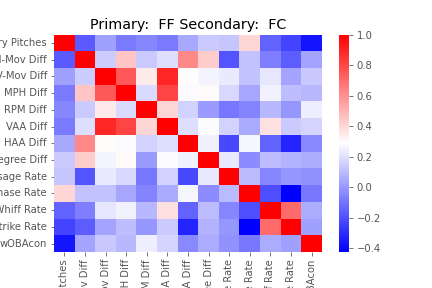 Primary:  FF Secondary:  FC
ry Pitches
-Mov Diff
V-Mov Diff
MPH Diff
RPM Diff
VAA Diff
HAA Diff
egree Diff
sage Rate
hase Rate
Whiff Rate
trike Rate
wOBAcon
1.0
0.8
0.6
0.4
0.2
0.0
−0.2
−0.4
tches
v Diff
ov Diff
H Diff
M Diff
A Diff
A Diff
e Diff
e Rate
e Rate
ff Rate
e Rate
BAcon